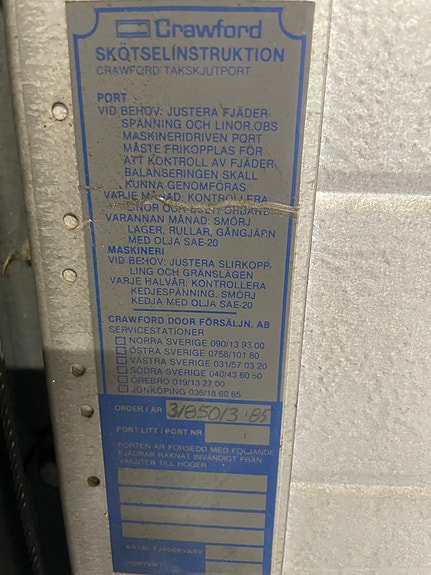 Crawford
SKÖTSELINSTRUKTION
CRAWFORD TAKSKJUTPORT
PORT
VID BEHOV: JUSTERA FJÄDER-
SPÄNNING OCH LINOR.OBS
MASKINERIDRIVEN PORT
MÅSTE FRIKOPPLAS FÖR
ATT KONTROLL AV FJÄDER-
BALANSERINGEN SKALL
KUNNA GENOMFÖRAS
VARJE MÅNAD: KONTROLLERA
LINOR OCH
VARANNAN MÅNAD: SMÖRJ
LAGER, RULLAR, GÅNGJÄRN
MED OLJA SAE-20
MASKINERI
VID BEHOV: JUSTERA SLIRKOPP-
LING OCH GRÄNSLÄGEN
VARJE HALVÅR: KONTROLLERA
KEDJESPÄNNING, SMÖRJ
KEDJA MED OLJA SAE-20
CRAWFORD DOOR FÖRSÄLJN. AB
SERVICESTATIONER
NORRA SVERIGE 090/13 93 00
ÖSTRA SVERIGE 0758/101 80
VÄSTRA SVERIGE 031/57 03 20
SÖDRA SVERIGE 040/43 60 50
ÖREBRO 019/13 27 00
JÖNKÖPING 036/18 60 65
ORDER / ÅR 31850/3 85
PORT LITT / PORT NR
PORTEN ÄR FÖRSEDD MED FÖLJANDE
FJÄDRAR RÄKNAT INVÄNDIGT FRÅN
VÄNSTER TILL HÖGER
ANTAL FJÄDERVARV